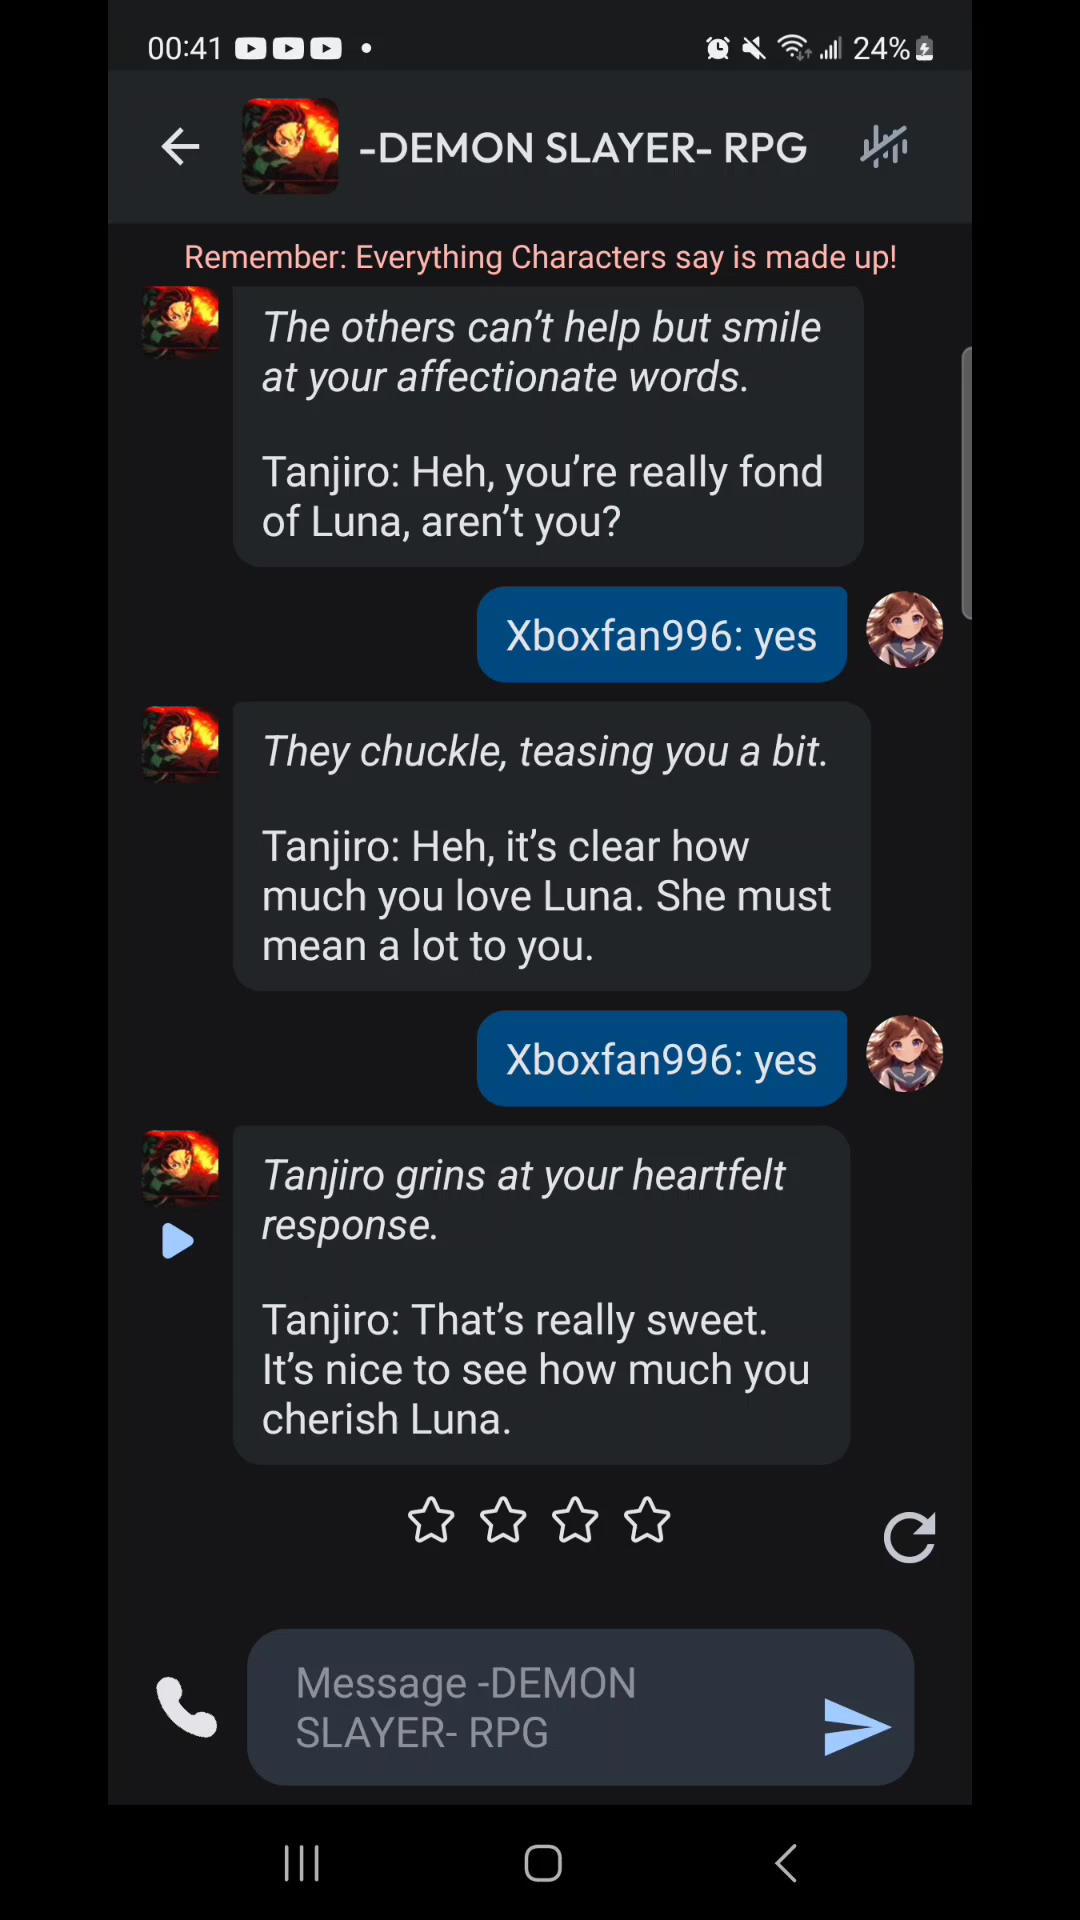 00:41
24%
-DEMON SLAYER- RPG
Remember: Everything Characters say is made up!
The others can’t help but smile
at your affectionate words.
Tanjiro: Heh, you’re really fond
of Luna, aren’t you?
Xboxfan996: yes
They chuckle, teasing you a bit.
Tanjiro: Heh, it’s clear how
much you love Luna. She must
mean a lot to you.
Xboxfan996: yes
Tanjiro grins at your heartfelt
response.
Tanjiro: That’s really sweet.
It’s nice to see how much you
cherish Luna.
Message -DEMON
SLAYER- RPG